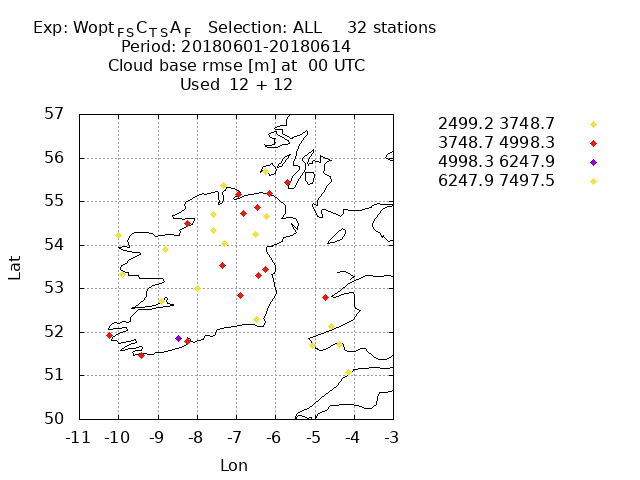 Exp: Wopt FS C TS A F Selection: ALL 32 stations
Period: 20180601-20180614
Cloud base rmse [m] at 00 UTC
Used 12 + 12
2499.2 3748.7
3748.7 4998.3
4998.3 6247.9
6247.9 7497.5
Lat
57
56
55
54
53
52
51
50
-11 -10 -9 -8 -7 -6 -5 -4 -3
Lon